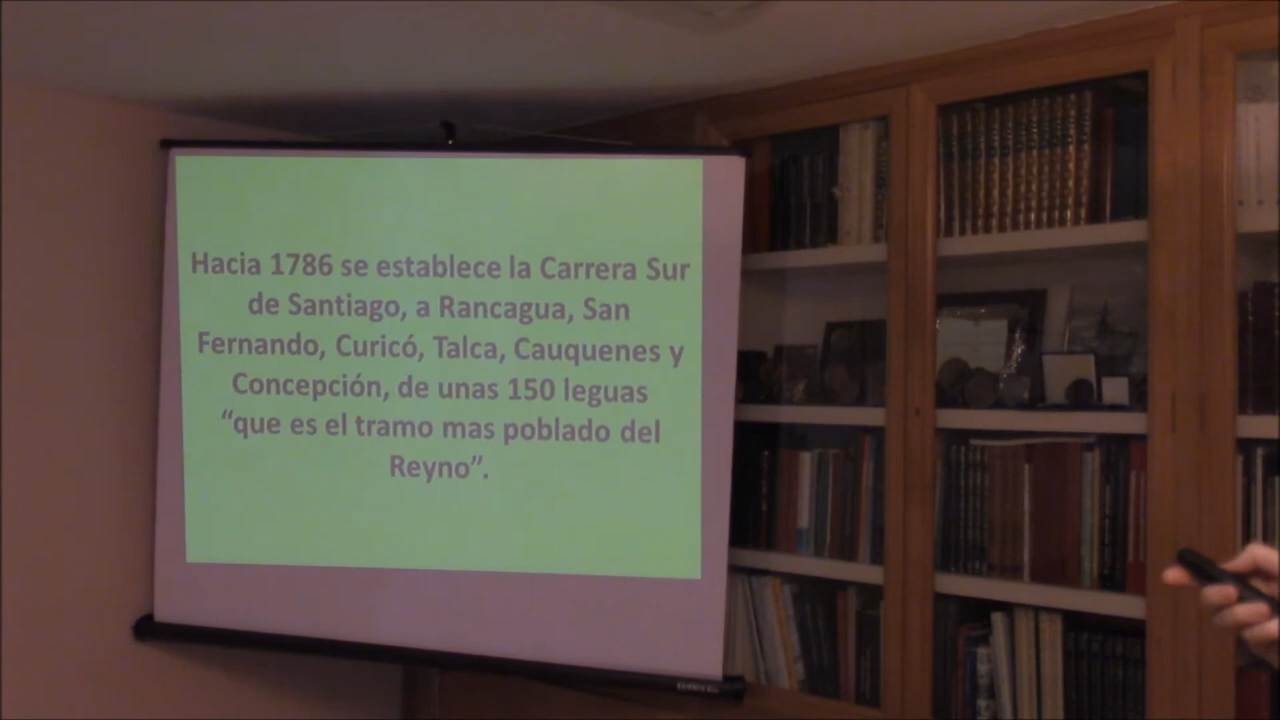 Hacia 1786 se establece la Carrera Sur
de Santiago, a Rancagua, San
Fernando, Curicó, Talca, Cauquenes y
Concepción, de unas 150 leguas
“que es el tramo mas poblado del
Reyno”.